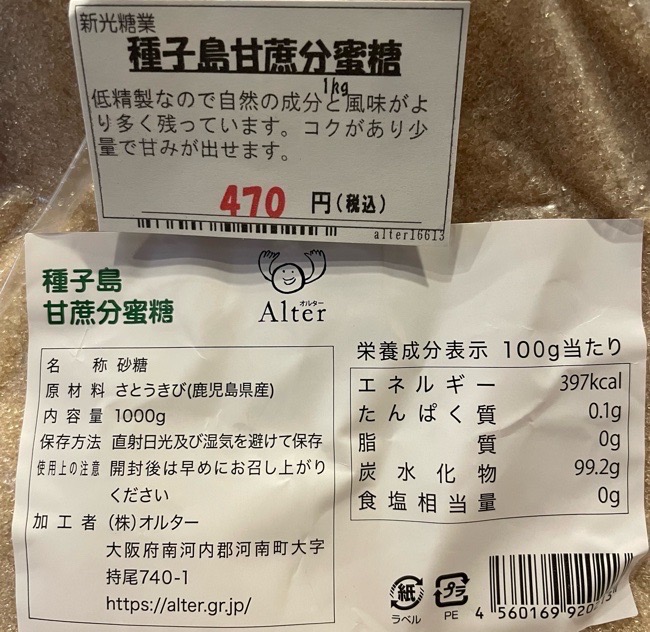 新光糖業
種子島甘蔗分蜜糖
1kg
低精製なので自然の成分と風味がよ
り多く残っています。コクがあり少
量で甘みが出せます。
470 円(税込)
alter16613
種子島
甘蔗分蜜糖
オルター
Alter
名 称 砂糖
原材料 さとうきび(鹿児島県産)
内容量 1000g
保存方法 直射日光及び湿気を避けて保存
使用上の注意 開封後は早めにお召し上がり
ください
加工者 (株)オルター
大阪府南河内郡河南町大字
持尾740-1
https://alter.gr.jp/
栄養成分表示 100g当たり
エネルギー 397kcal
たんぱく質 0.1g
脂質 0g
炭水化物 99.2g
食塩相当量 0g
紙
ラベル
プラ
PE
4 560169